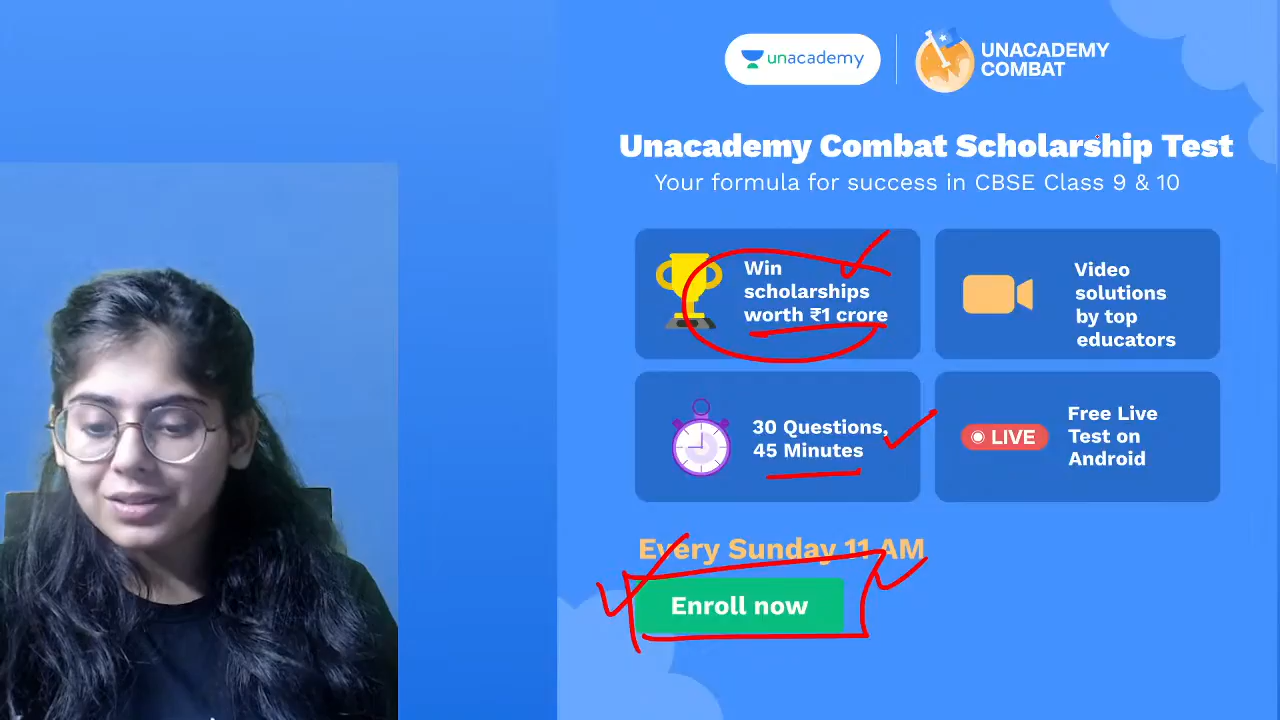 unacademy
UNACADEMY
COMBAT
Unacademy Combat Scholarship Test
Your formula for success in CBSE Class 9 & 10
Win
scholarships
worth ₹1 crore
Video
solutions
by top
educators
30 Questions,
45 Minutes
LIVE
Free Live
Test on
Android
Every Sunday 11 AM
Enroll now